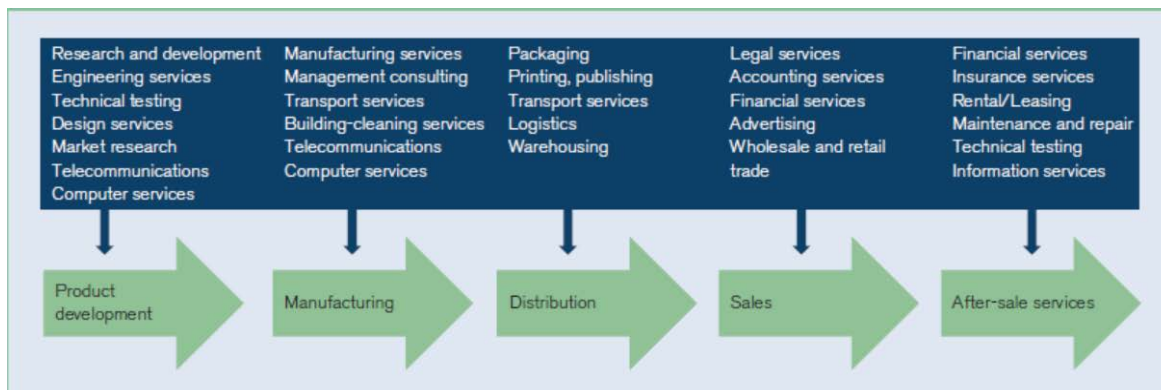 Research and development
Engineering services
Technical testing
Design services
Market research
Telecommunications
Computer services
Manufacturing services
Management consulting
Transport services
Building-cleaning services
Telecommunications
Computer services
Packaging
Printing, publishing
Transport services
Logistics
Warehousing
Legal services
Accounting services
Financial services
Advertising
Wholesale and retail
trade
Financial services
Insurance services
Rental/Leasing
Maintenance and repair
Technical testing
Information services
Product
development
Manufacturing
Distribution
Sales
After-sale services